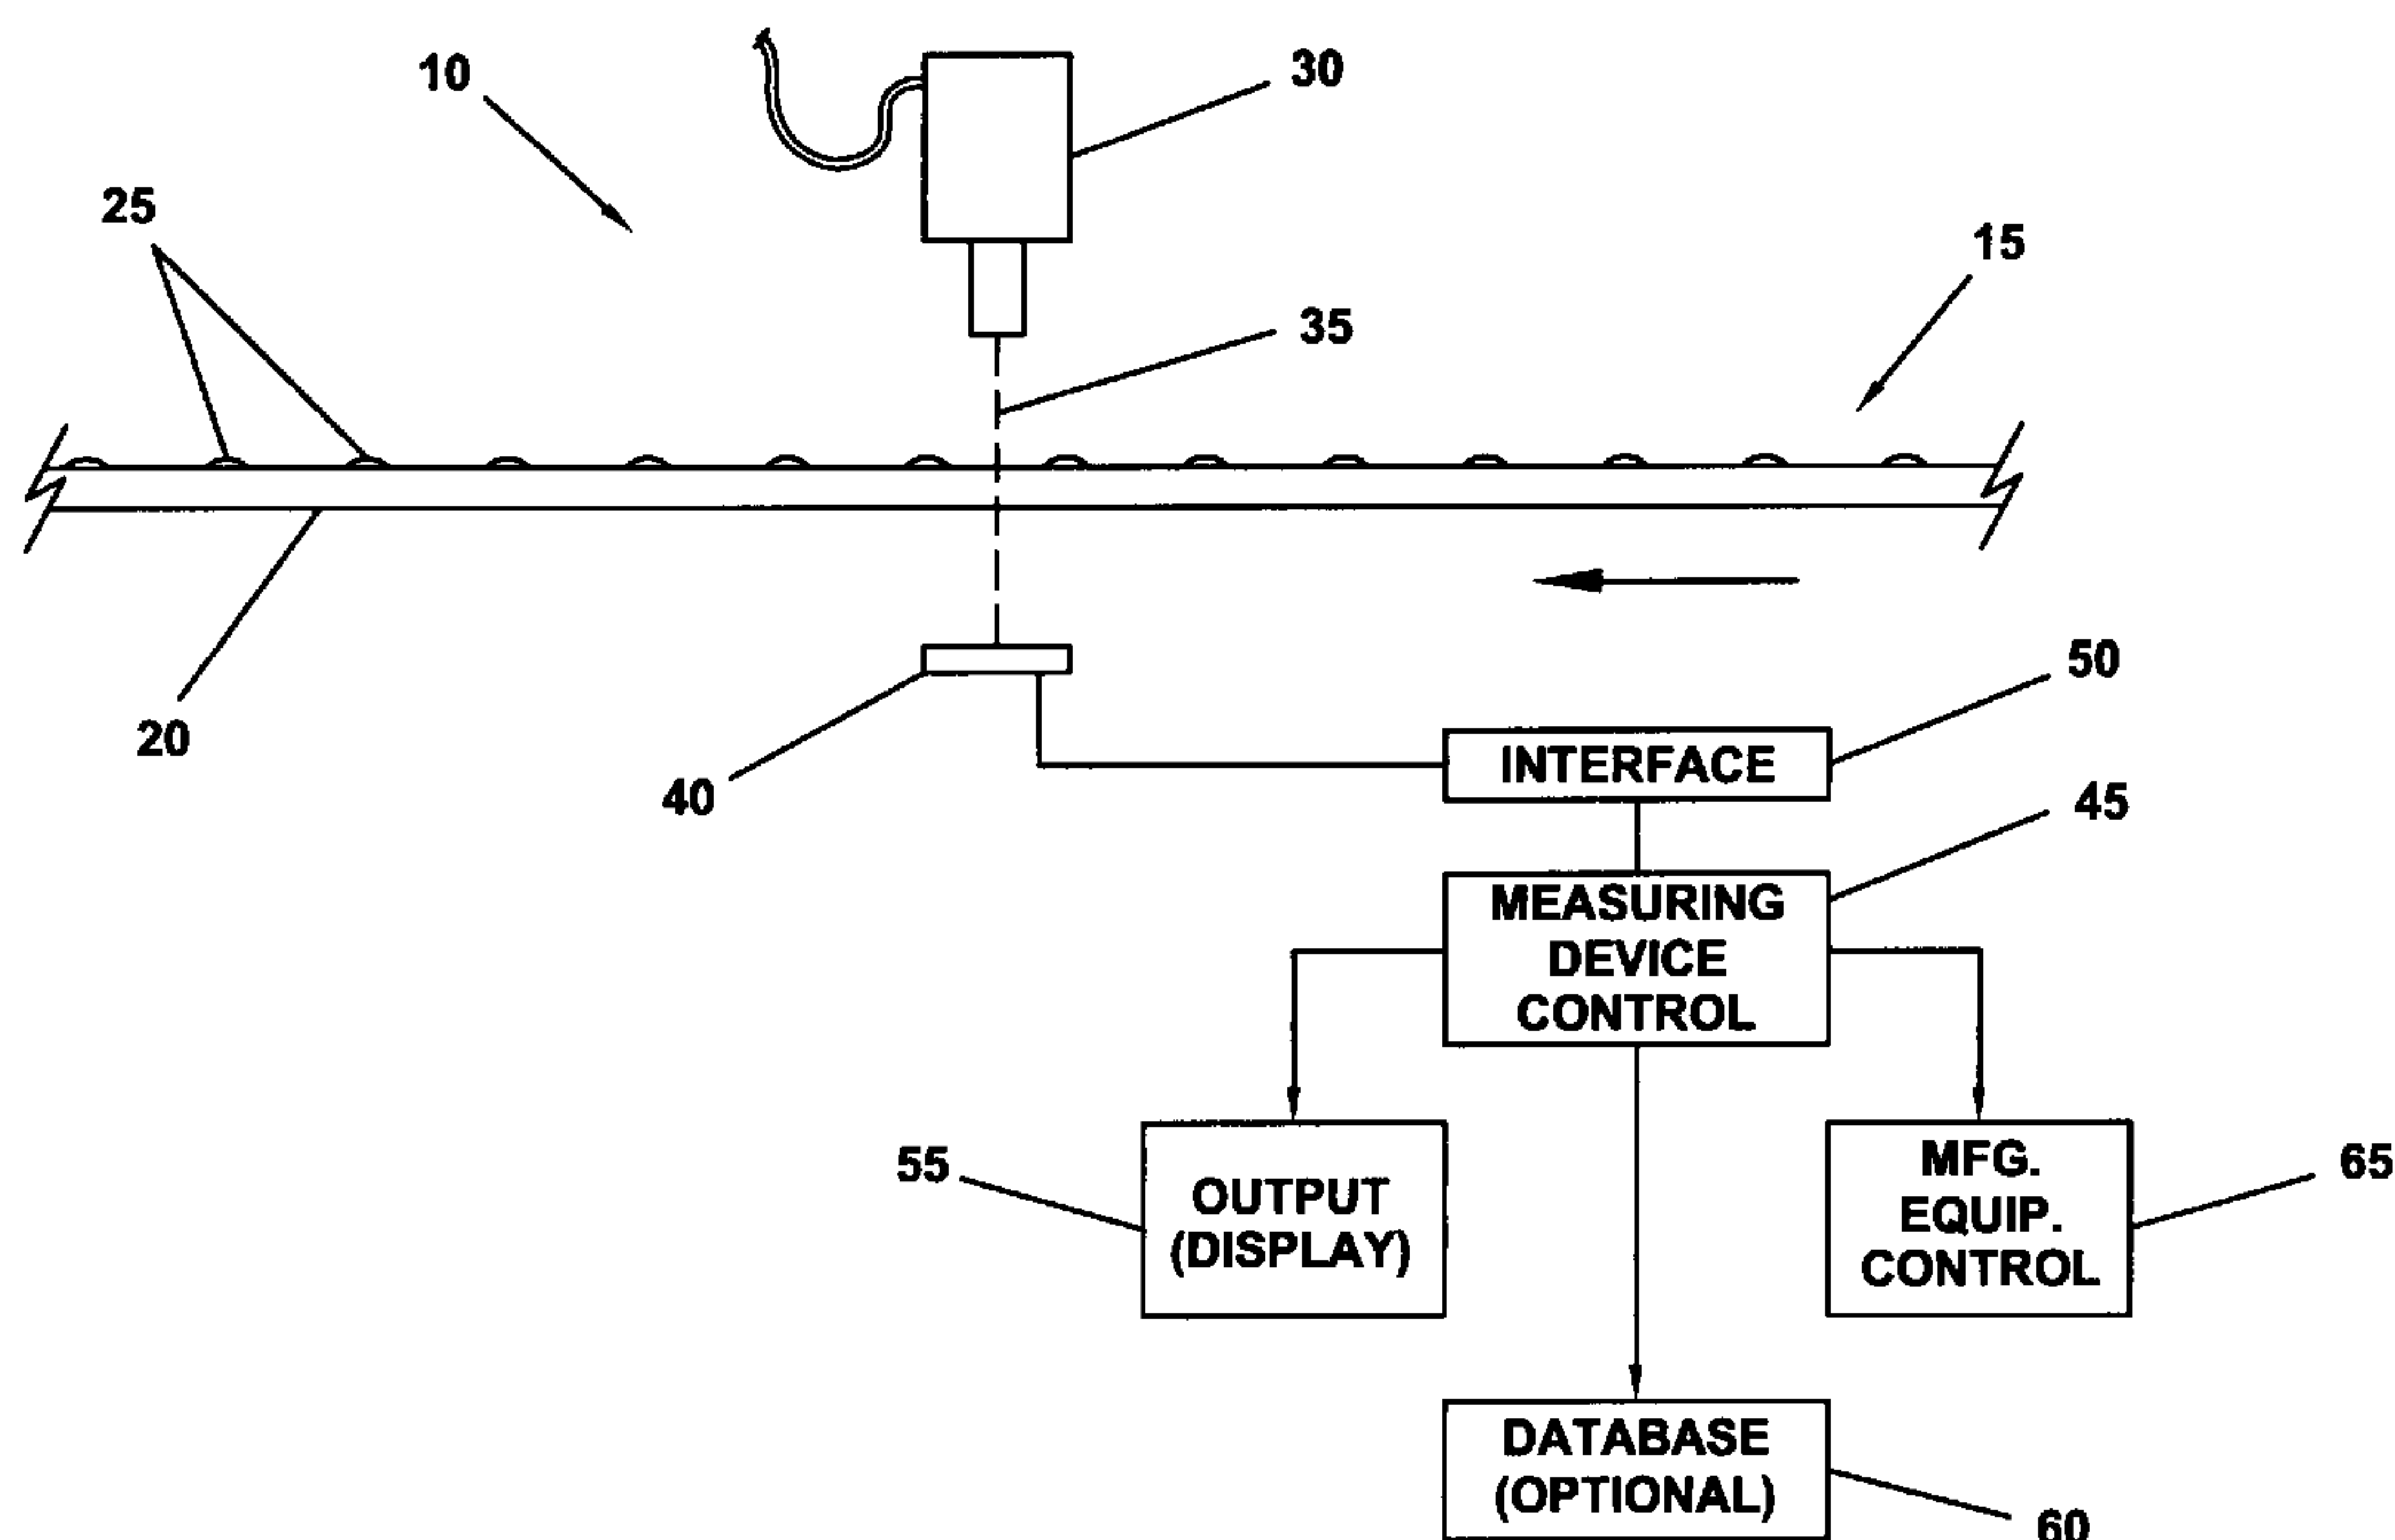 10
30
25
15
35
20
40
50
INTERFACE
45
MEASURING
DEVICE
CONTROL
55
OUTPUT
(DISPLAY)
MFG.
EQUIP.
CONTROL
65
DATABASE
(OPTIONAL)
60